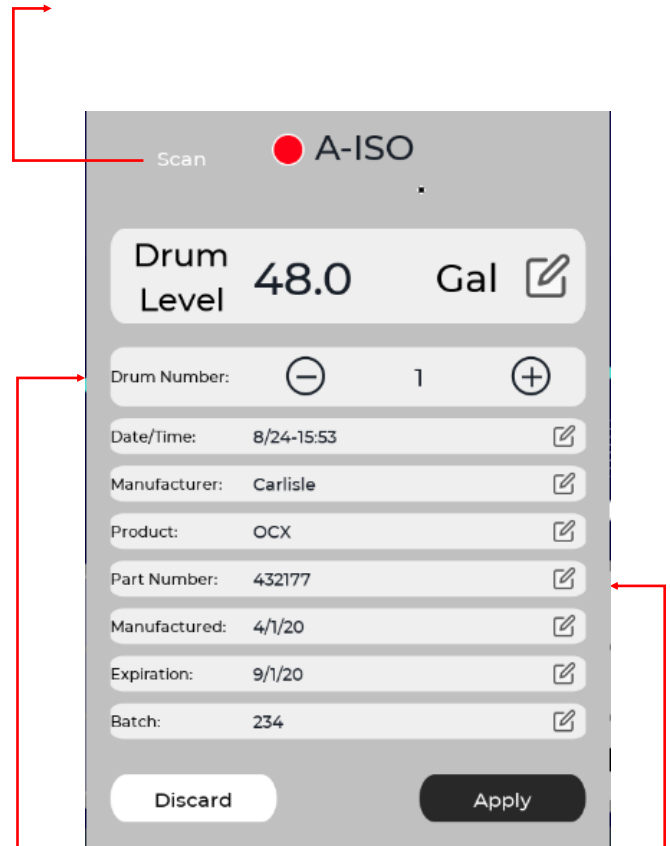 Scan
A-ISO
Drum Level 48.0 Gal
Drum Number: 1
Date/Time: 8/24-15:53
Manufacturer: Carlisle
Product: OCX
Part Number: 432177
Manufactured: 4/1/20
Expiration: 9/1/20
Batch: 234
Discard Apply